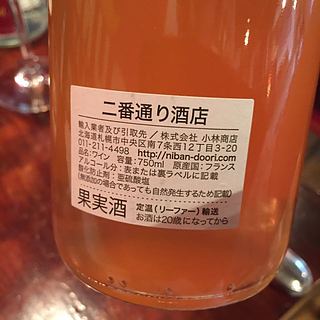 二番通り酒店
輸入業者及び引取先／株式会社 小林商店
北海道札幌市中央区南7条西12丁目3-20
011-211-4498 http://niban-doori.com
品名:ワイン 容量:750ml 原産国:フランス
アルコール分:表または裏ラベルに記載
酸化防止剤:亜硫酸塩
(無添加の場合であっても自然発生するため記載)
果実酒 定温(リーファー)輸送
お酒は20歳になってから